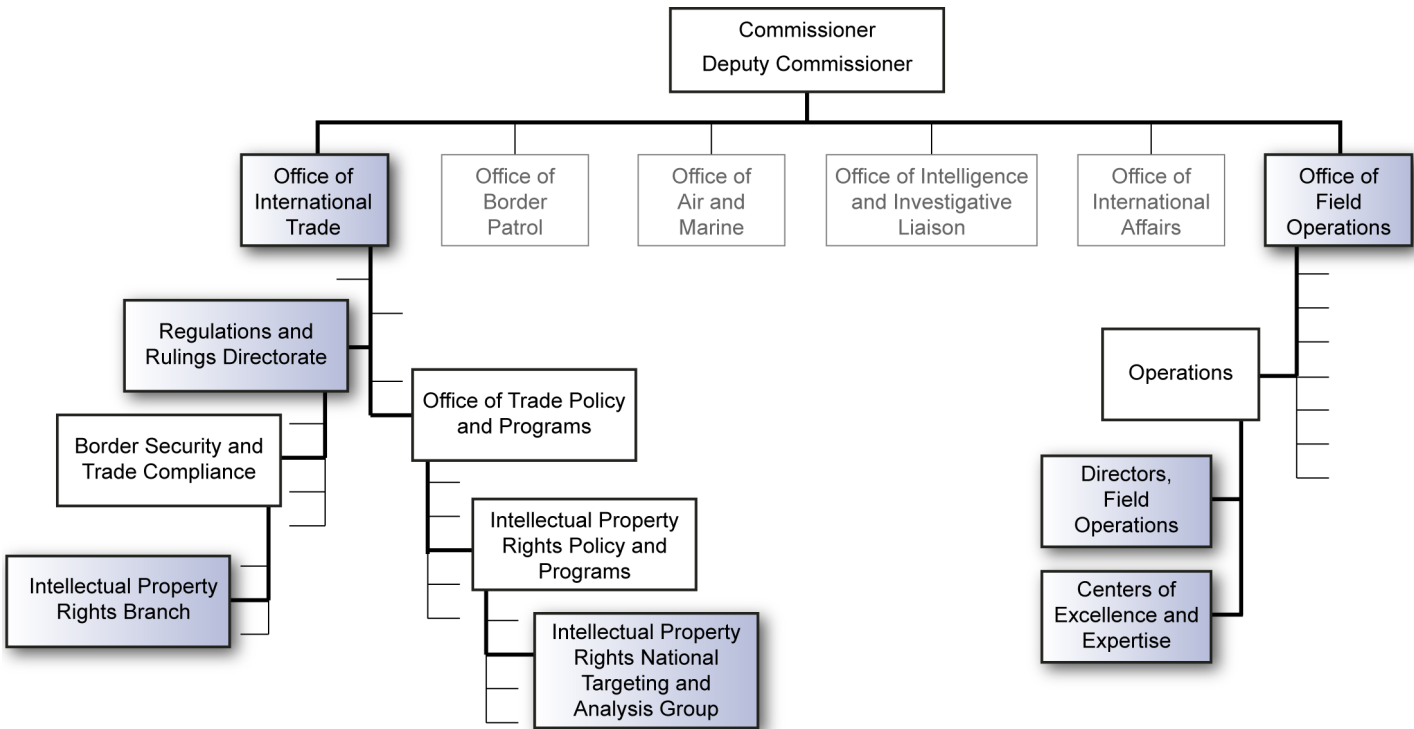 Commissioner
Deputy Commissioner
Office of
International
Trade
Office of
Border
Patrol
Office of
Air and
Marine
Office of Intelligence
and Investigative
Liaison
Office of
International
Affairs
Office of
Field
Operations
Regulations and
Rulings Directorate
Operations
Office of Trade Policy
and Programs
Border Security and
Trade Compliance
Directors,
Field
Operations
Intellectual Property
Rights Policy and
Programs
Intellectual Property
Rights Branch
Centers of
Excellence and
Expertise
Intellectual Property
Rights National
Targeting and
Analysis Group